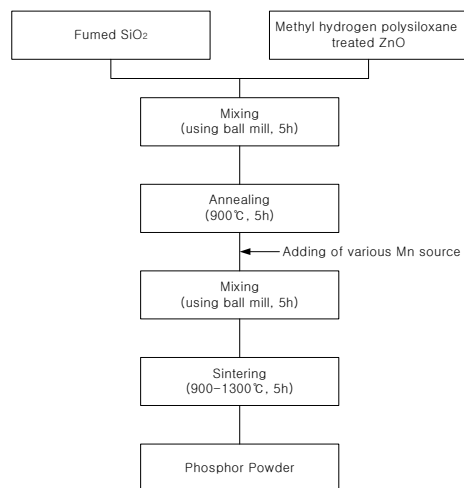 Fumed SiO₂
Methyl hydrogen polysiloxane
treated ZnO
Mixing
(using ball mill, 5h)
Annealing
(900℃, 5h)
Adding of various Mn source
Mixing
(using ball mill, 5h)
Sintering
(900-1300℃, 5h)
Phosphor Powder